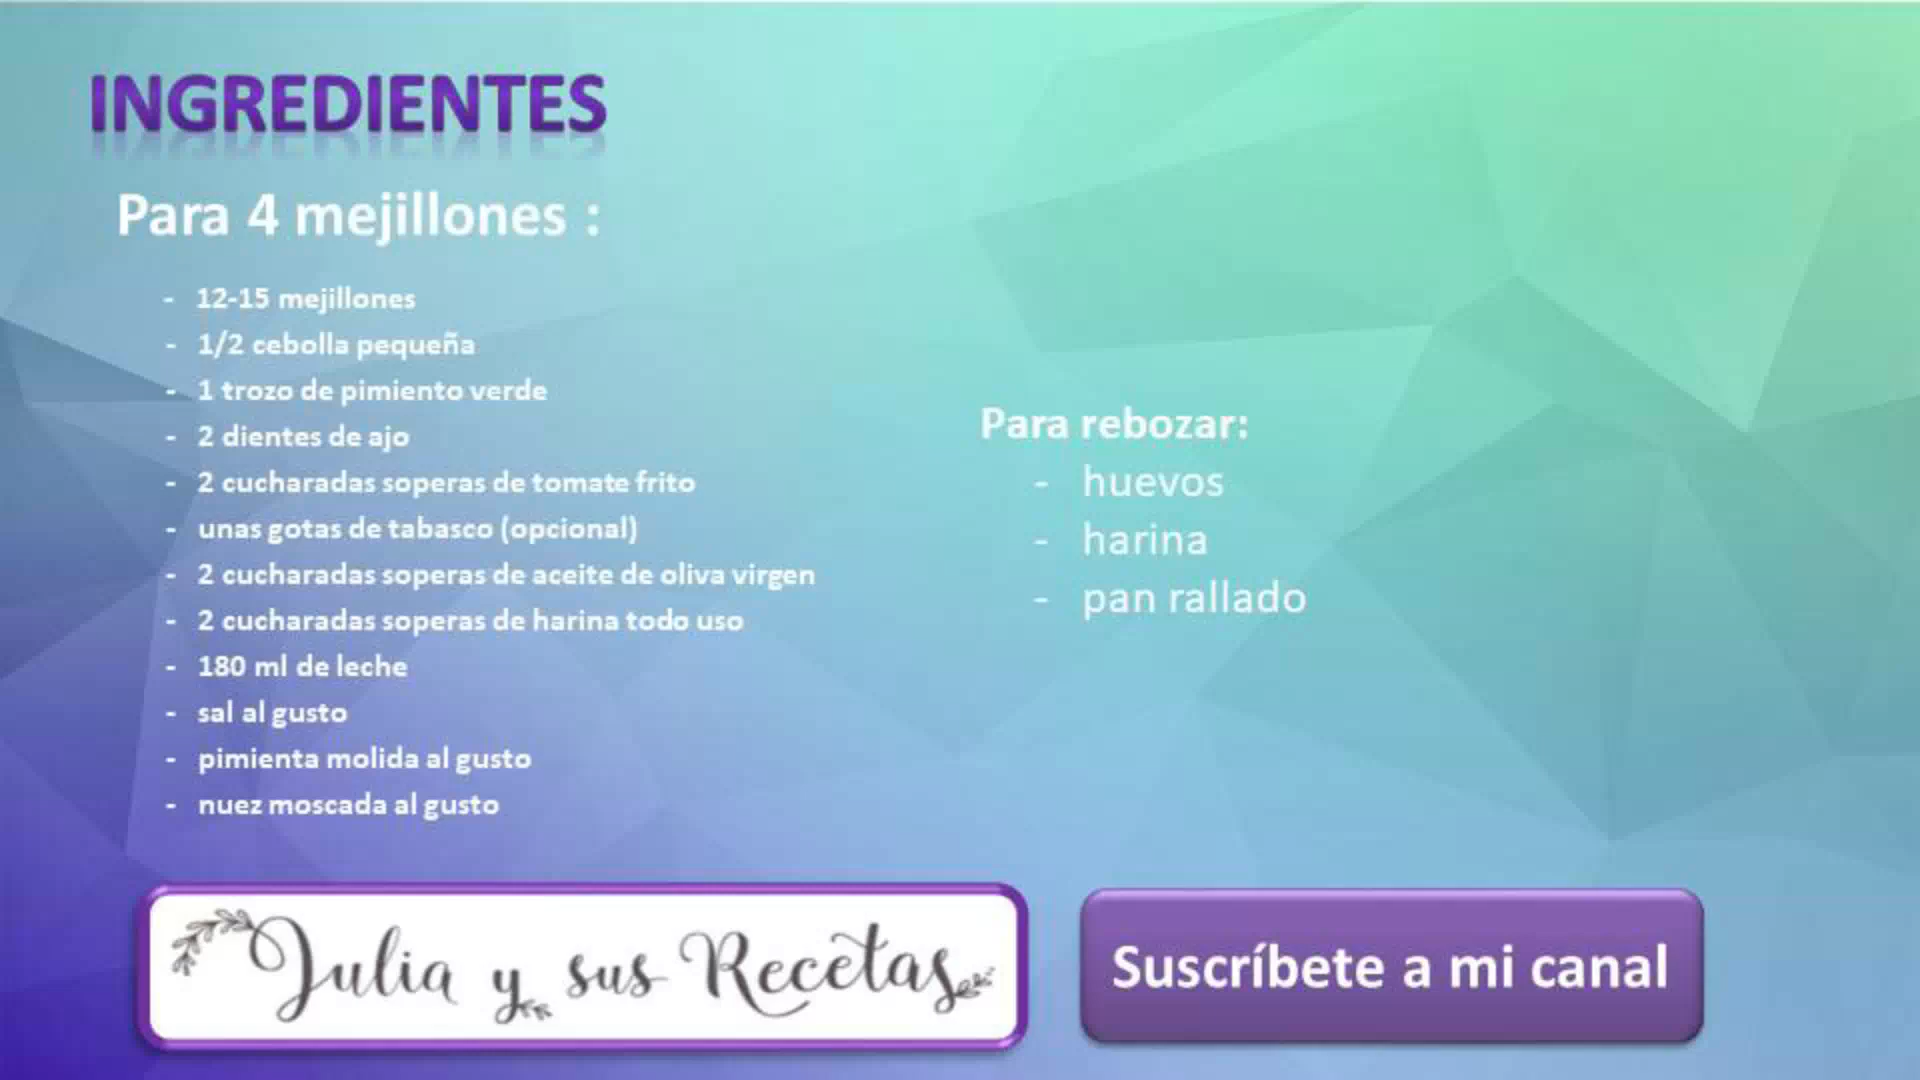 INGREDIENTES
Para 4 mejillones :
- 12-15 mejillones
- 1/2 cebolla pequeña
- 1 trozo de pimiento verde
- 2 dientes de ajo
- 2 cucharadas soperas de tomate frito
- unas gotas de tabasco (opcional)
- 2 cucharadas soperas de aceite de oliva virgen
- 2 cucharadas soperas de harina todo uso
- 180 ml de leche
- sal al gusto
- pimienta molida al gusto
- nuez moscada al gusto
Para rebozar:
- huevos
- harina
- pan rallado
Julia y sus Recetas
Suscríbete a mi canal